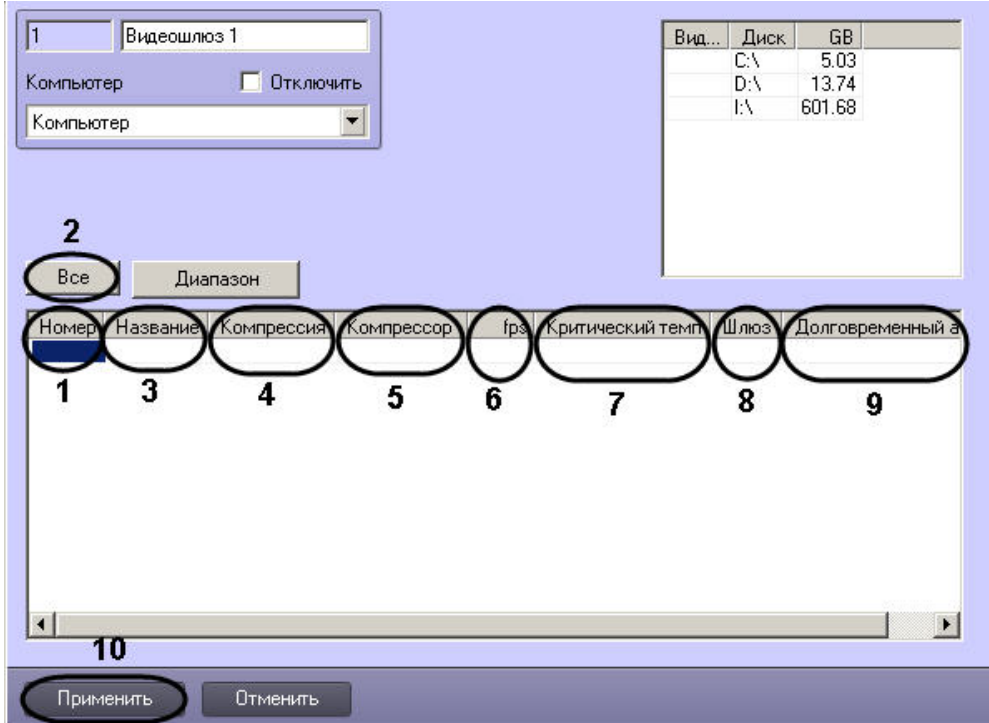 1 Видеошлюз 1
Компьютер Отключить
Компьютер
Вид... Диск GB
C:\ 5.03
D:\ 13.74
I:\ 601.68
2
Все Диапазон
Номер Название Компрессия Компрессор fps Критический темп Шлюз Долговременный а
1 3 4 5 6 7 8 9
10
Применить Отменить